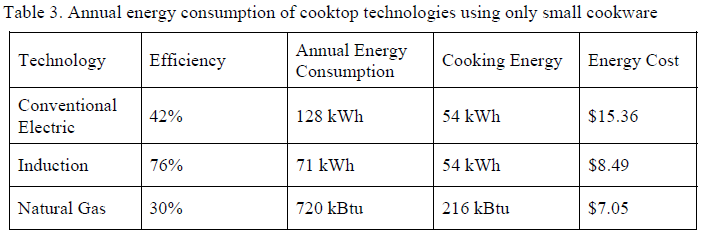 Table 3. Annual energy consumption of cooktop technologies using only small cookware
Technology Efficiency Annual Energy Consumption Cooking Energy Energy Cost
Conventional Electric 42% 128 kWh 54 kWh $15.36
Induction 76% 71 kWh 54 kWh $8.49
Natural Gas 30% 720 kBtu 216 kBtu $7.05